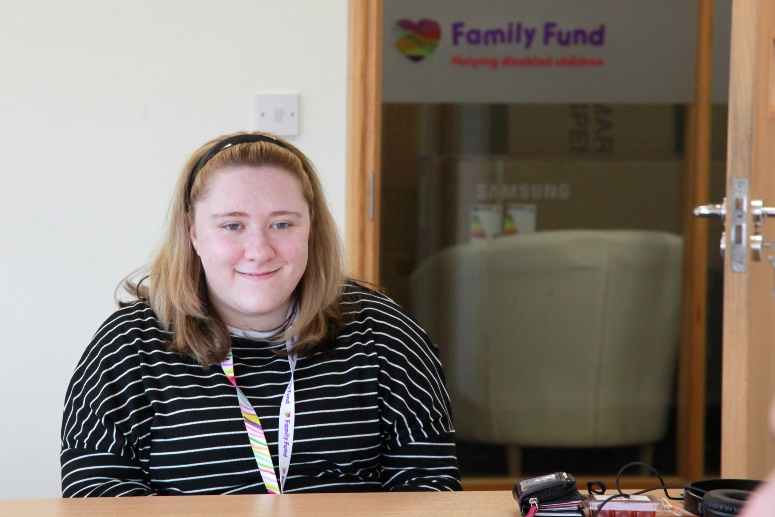 Family Fund
Helping disabled children
SAMSUNG
Family Fund